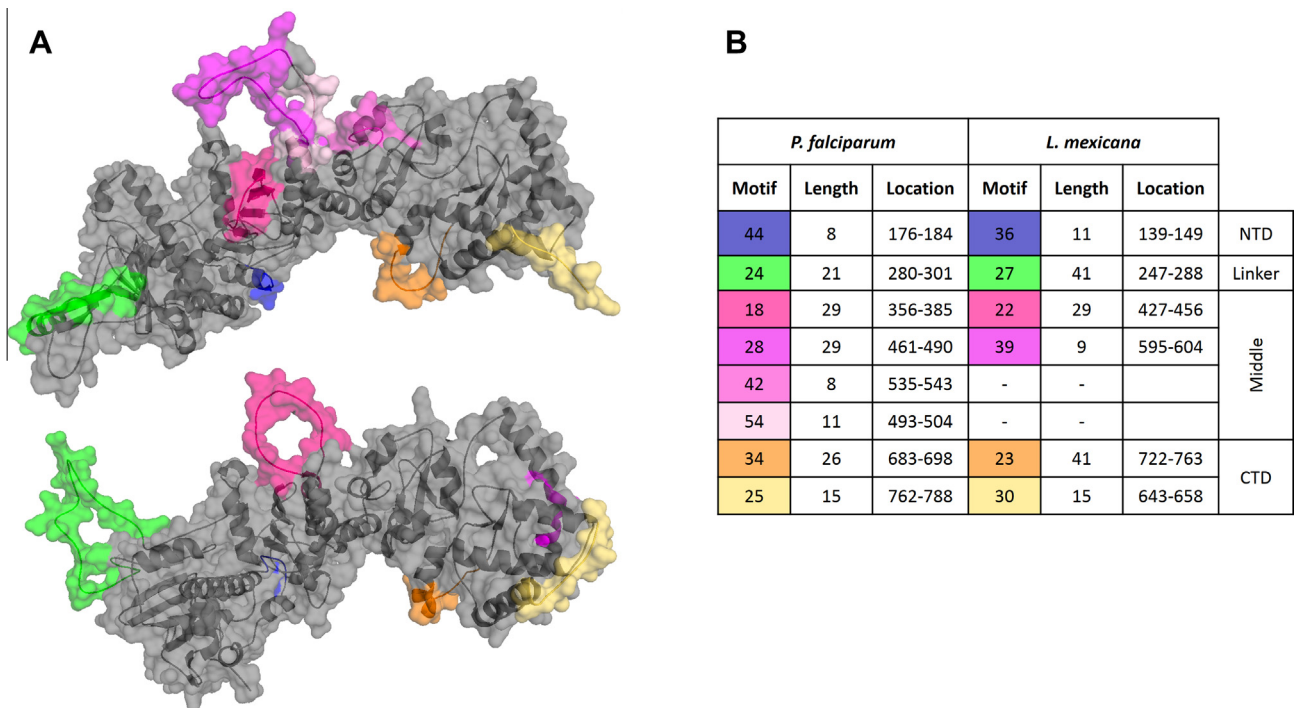 A
B
P. falciparum L. mexicana
Motif Length Location Motif Length Location
44 8 176-184 36 11 139-149 NTD
24 21 280-301 27 41 247-288 Linker
18 29 356-385 22 29 427-456 Middle
28 29 461-490 39 9 595-604
42 8 535-543 - -
54 11 493-504 - -
34 26 683-698 23 41 722-763 CTD
25 15 762-788 30 15 643-658